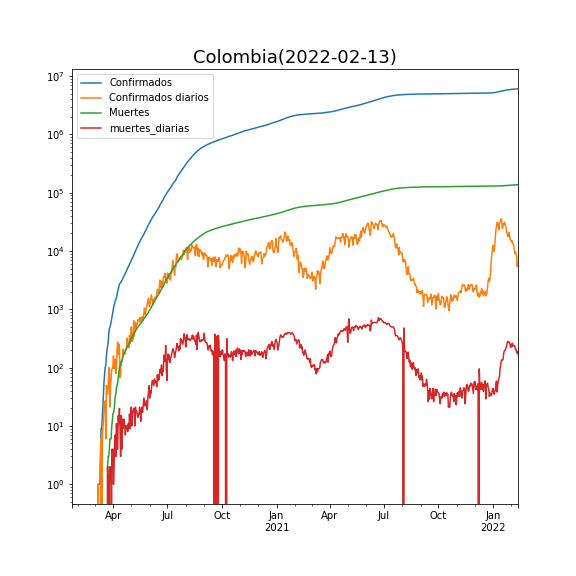 Colombia(2022-02-13)
Confirmados
Confirmados diarios
Muertes
muertes_diarias
10^7
10^6
10^5
10^4
10^3
10^2
10^1
10^0
Apr Jul Oct Jan Apr Jul Oct Jan
2021 2022